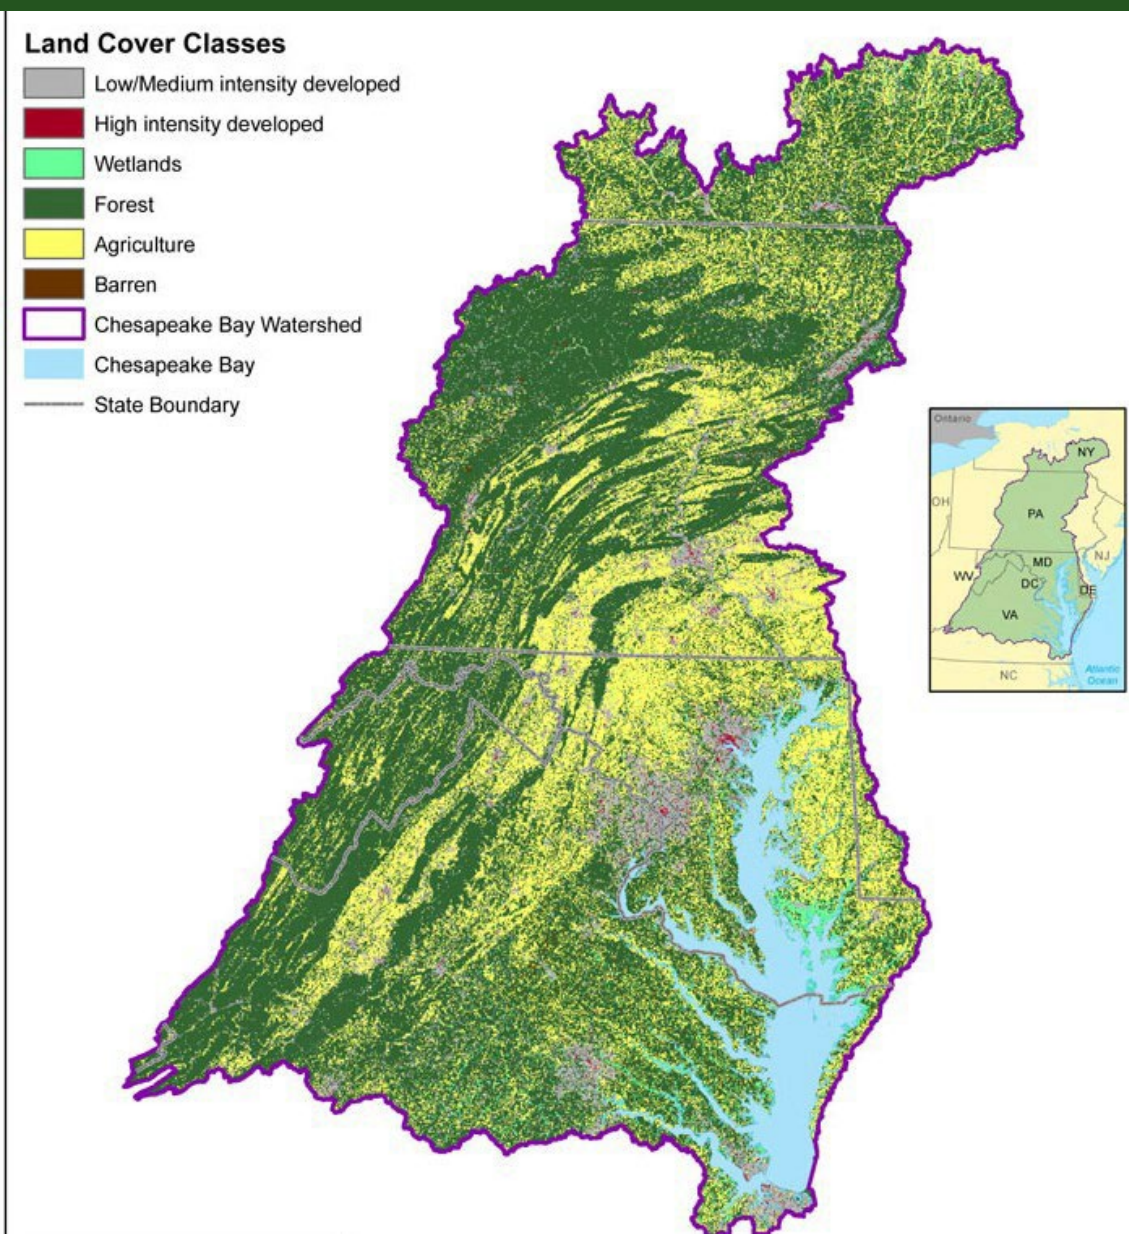 Land Cover Classes
Low/Medium intensity developed
High intensity developed
Wetlands
Forest
Agriculture
Barren
Chesapeake Bay Watershed
Chesapeake Bay
State Boundary
Ontario
NY
OH
PA
NJ
WV
MD
DC
DE
VA
NC
Atlantic
Ocean